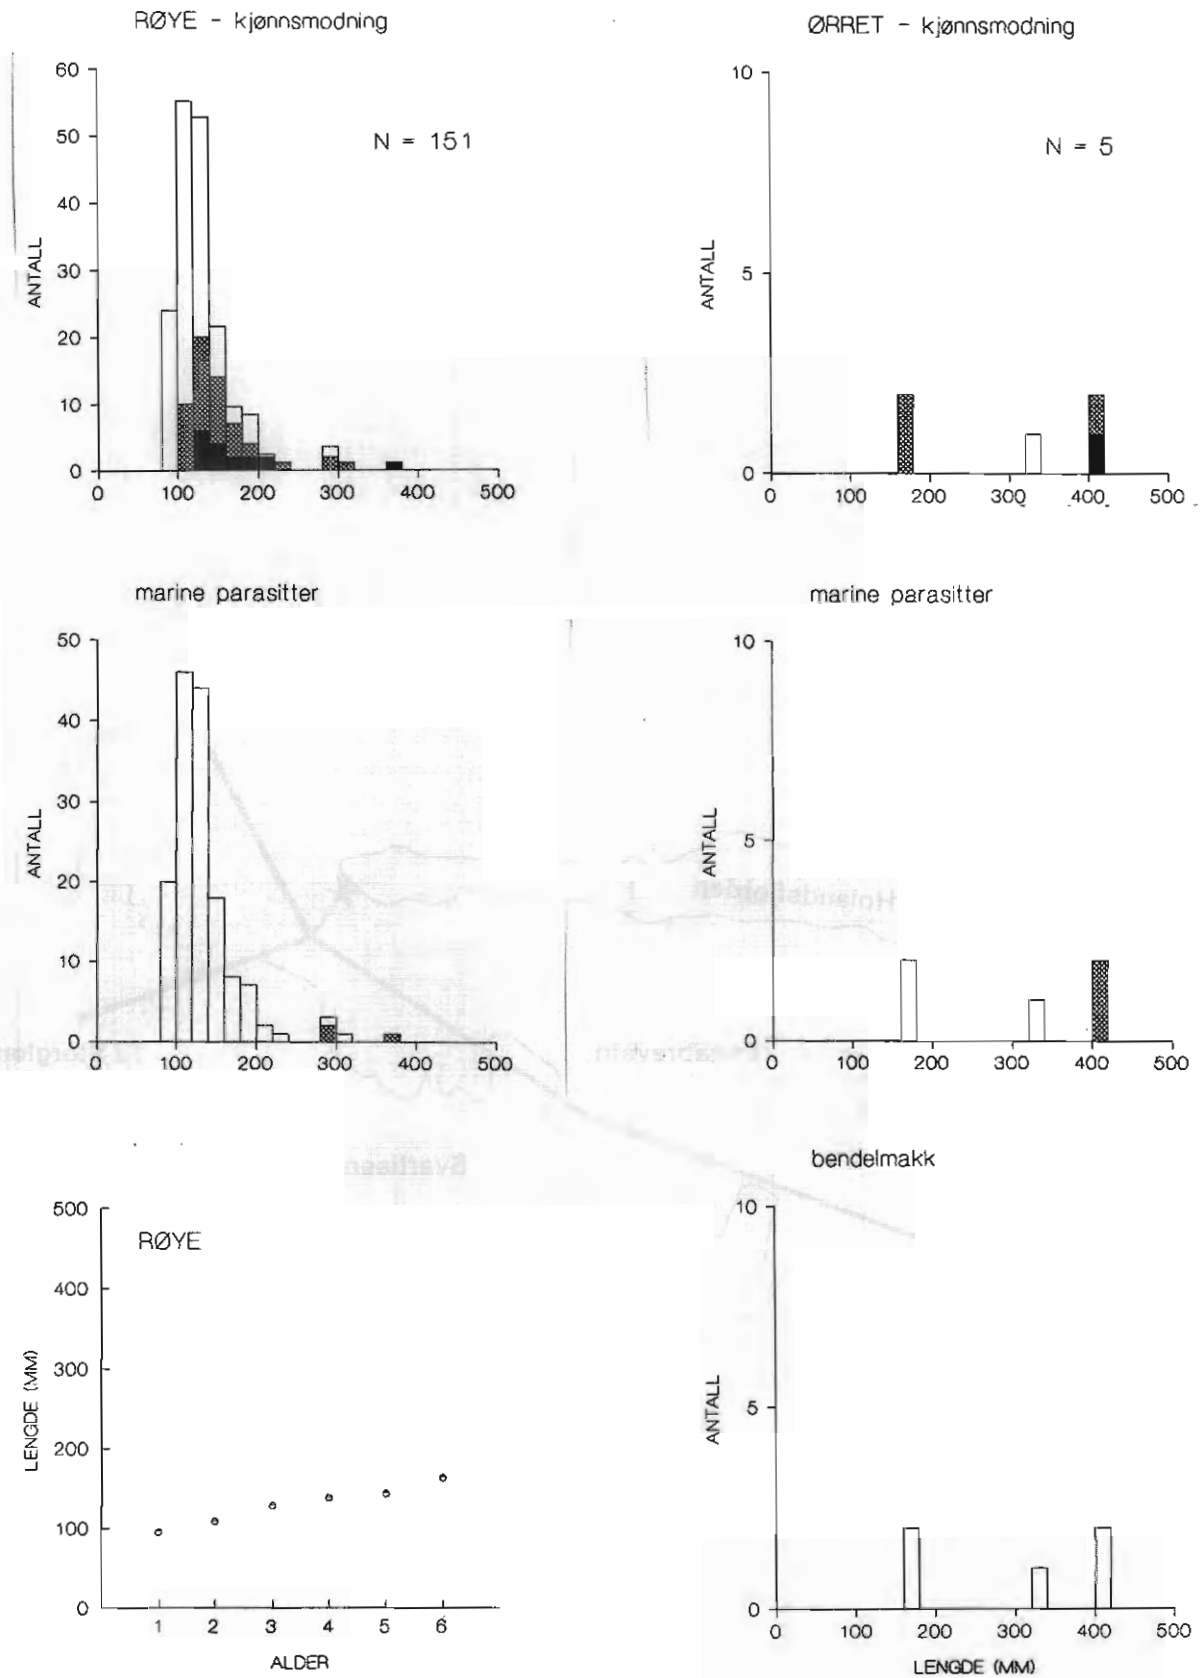 RØYE - kjønnsmodning
60
50
40
30
20
10
0
ANTALL
N = 151
0 100 200 300 400 500
ØRRET - kjønnsmodning
10
5
0
ANTALL
N = 5
0 100 200 300 400 500
marine parasitter
50
40
30
20
10
0
ANTALL
0 100 200 300 400 500
marine parasitter
10
5
0
ANTALL
0 100 200 300 400 500
RØYE
500
400
300
200
100
0
LENGDE (MM)
1 2 3 4 5 6
ALDER
bendelmakk
10
5
0
ANTALL
0 100 200 300 400 500
LENGDE (MM)
Holandsfjorden
Svartisen